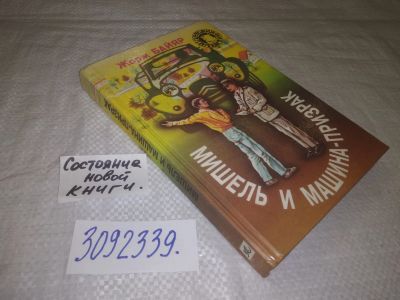 Жорж БАЙЯР
МИШЕЛЬ И МАШИНА-ПРИЗРАК
Состояние
новой
книги.
3092339.